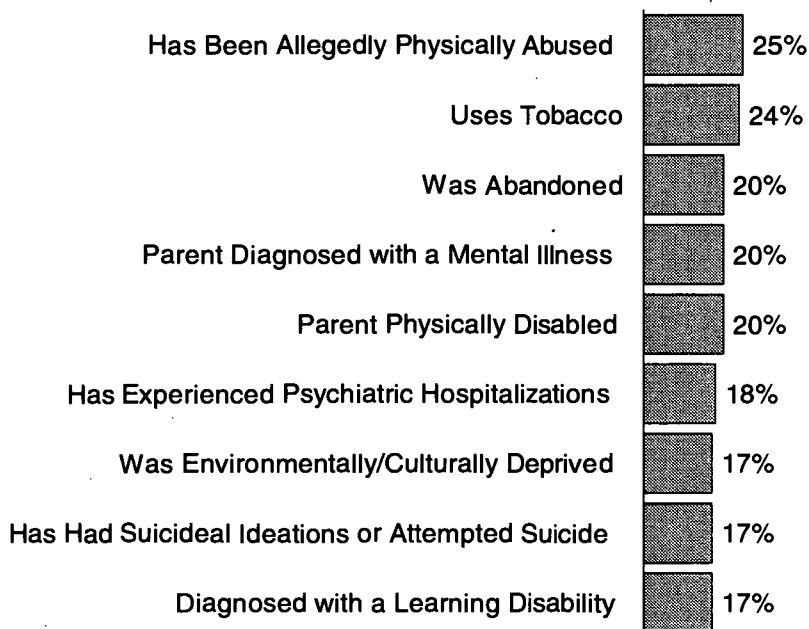 Has Been Allegedly Physically Abused 25%
Uses Tobacco 24%
Was Abandoned 20%
Parent Diagnosed with a Mental Illness 20%
Parent Physically Disabled 20%
Has Experienced Psychiatric Hospitalizations 18%
Was Environmentally/Culturally Deprived 17%
Has Had Suicideal Ideations or Attempted Suicide 17%
Diagnosed with a Learning Disability 17%